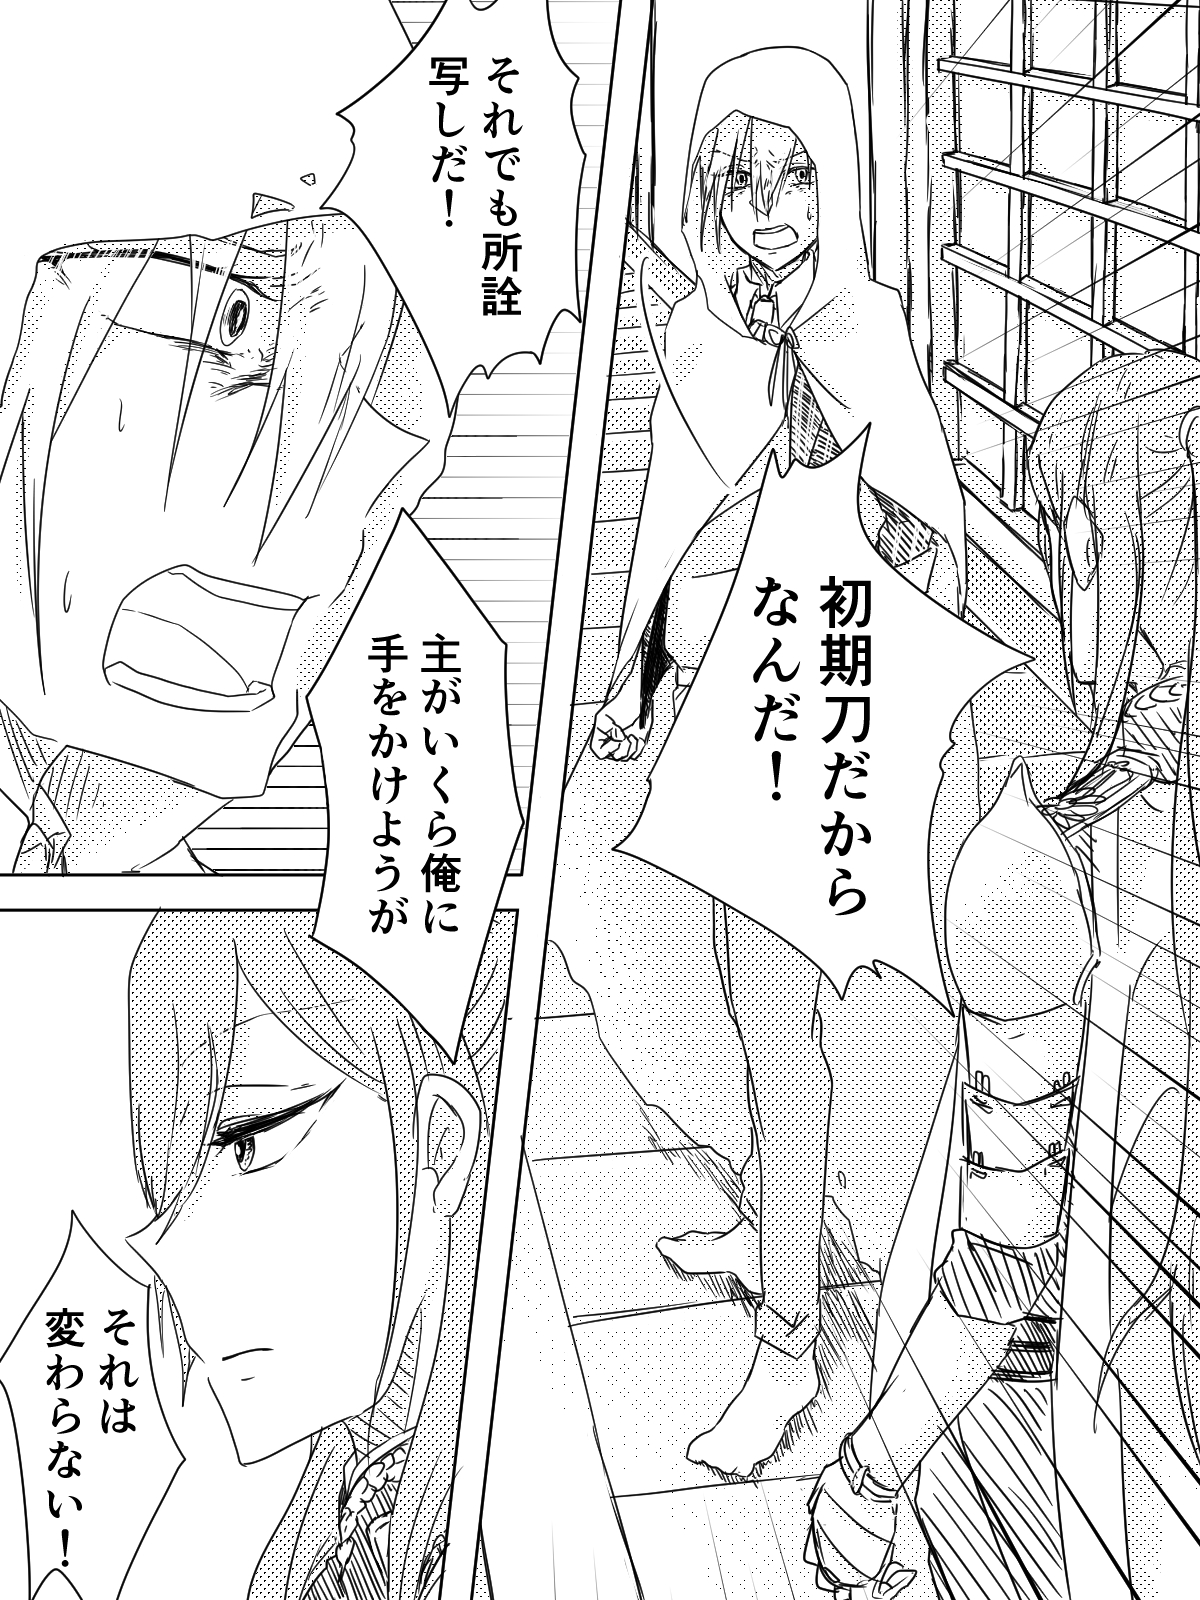 初期刀だから
なんだ！
それでも所詮
写しだ！
主がいくら俺に
手をかけようが
それは
変わらない！